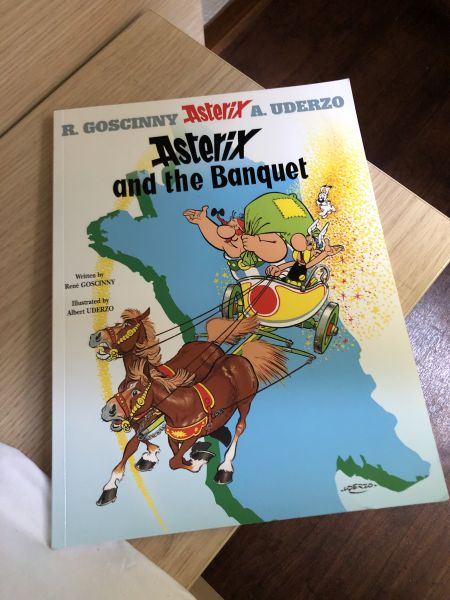 R. GOSCINNY Asterix A. UDERZO
Asterix
and the Banquet
Written by
René GOSCINNY
Illustrated by
Albert UDERZO
UDERZO